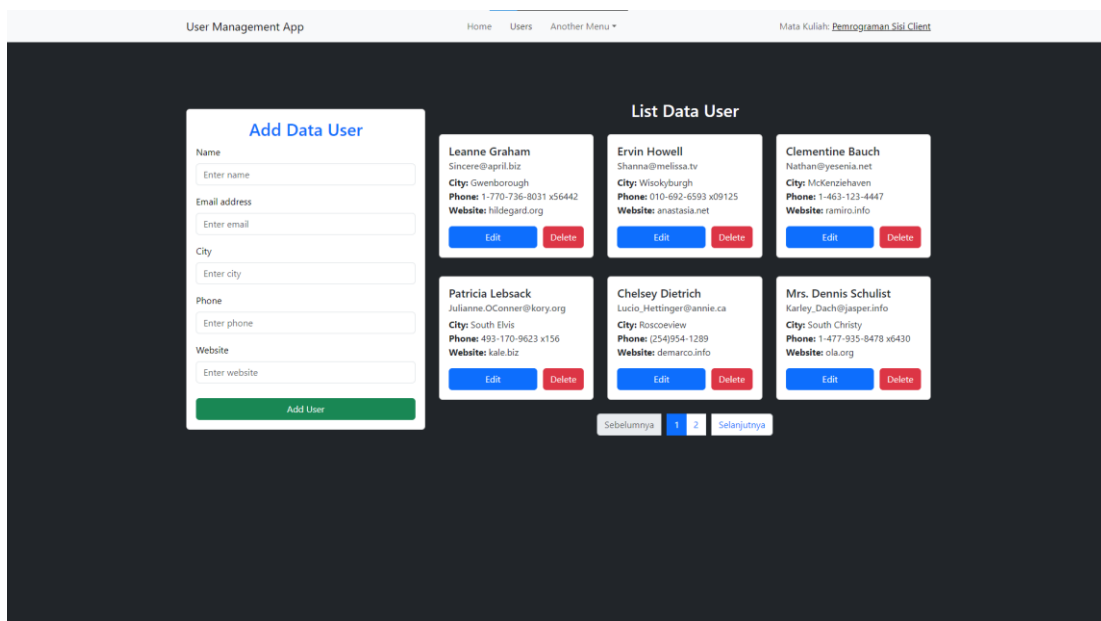 User Management App
Home Users Another Menu
Mata Kuliah: Pemrograman Sisi Client
Add Data User
Name
Enter name
Email address
Enter email
City
Enter city
Phone
Enter phone
Website
Enter website
Add User
List Data User
Leanne Graham
Sincere@april.biz
City: Gwenborough
Phone: 1-770-736-8031 x56442
Website: hildegard.org
Edit Delete
Ervin Howell
Shanna@melissa.tv
City: Wisokyburgh
Phone: 010-692-6593 x09125
Website: anastasia.net
Edit Delete
Clementine Bauch
Nathan@yesenia.net
City: McKenziehaven
Phone: 1-463-123-4447
Website: ramiro.info
Edit Delete
Patricia Lebsack
Julianne.OConner@kory.org
City: South Elvis
Phone: 493-170-9623 x156
Website: kale.biz
Edit Delete
Chelsey Dietrich
Lucio_Hettinger@annie.ca
City: Roscoeview
Phone: (254)954-1289
Website: demarco.info
Edit Delete
Mrs. Dennis Schulist
Karley_Dach@jasper.info
City: South Christy
Phone: 1-477-935-8478 x6430
Website: ola.org
Edit Delete
Sebelumnya 1 2 Selanjutnya